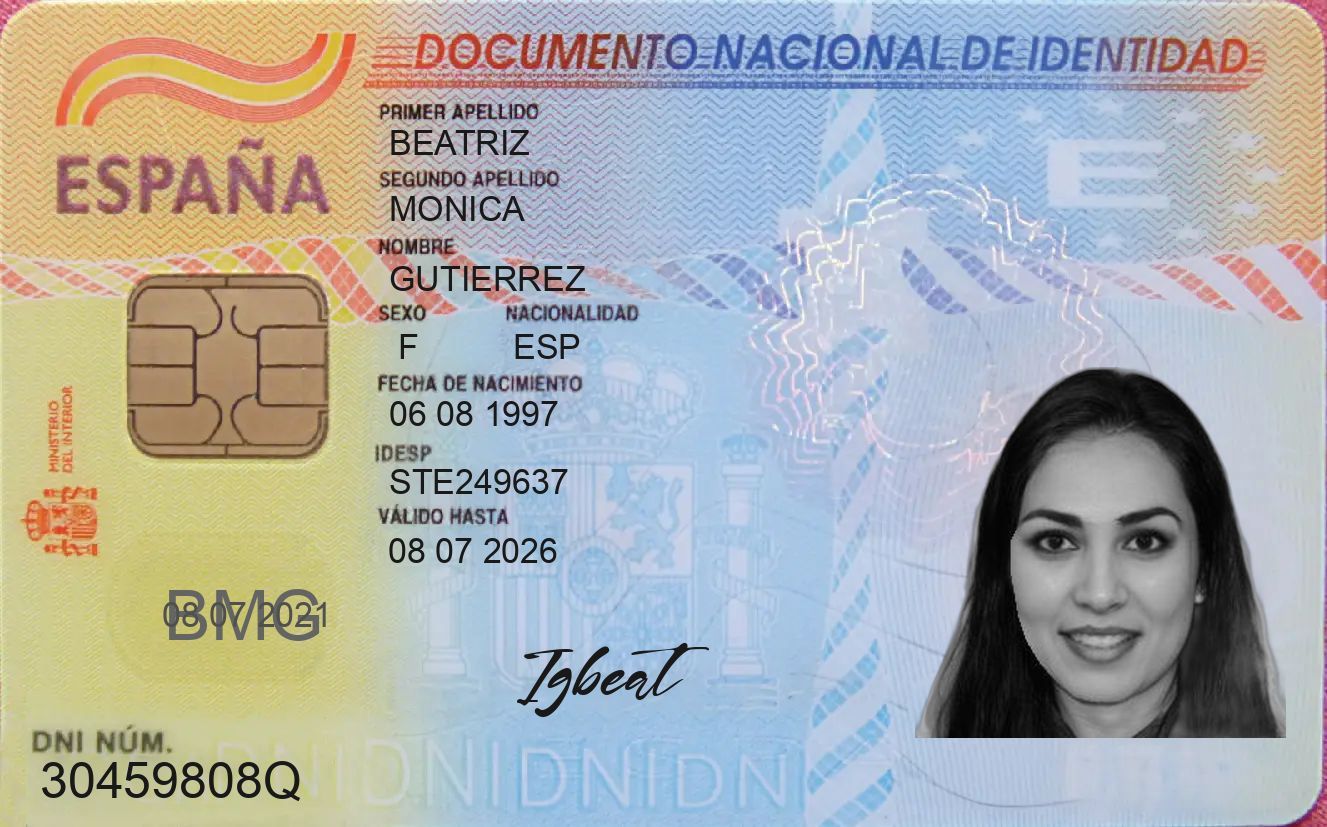 DOCUMENTO NACIONAL DE IDENTIDAD
ESPAÑA
PRIMER APELLIDO
BEATRIZ
SEGUNDO APELLIDO
MONICA
NOMBRE
GUTIERREZ
SEXO NACIONALIDAD
F ESP
FECHA DE NACIMIENTO
06 08 1997
IDESP
STE249637
VÁLIDO HASTA
08 07 2026
MINISTERIO
DEL INTERIOR
E
08 07 2021
BMG
Igbeat
DNI NÚM.
30459808Q
DNIDNIDNIDNI